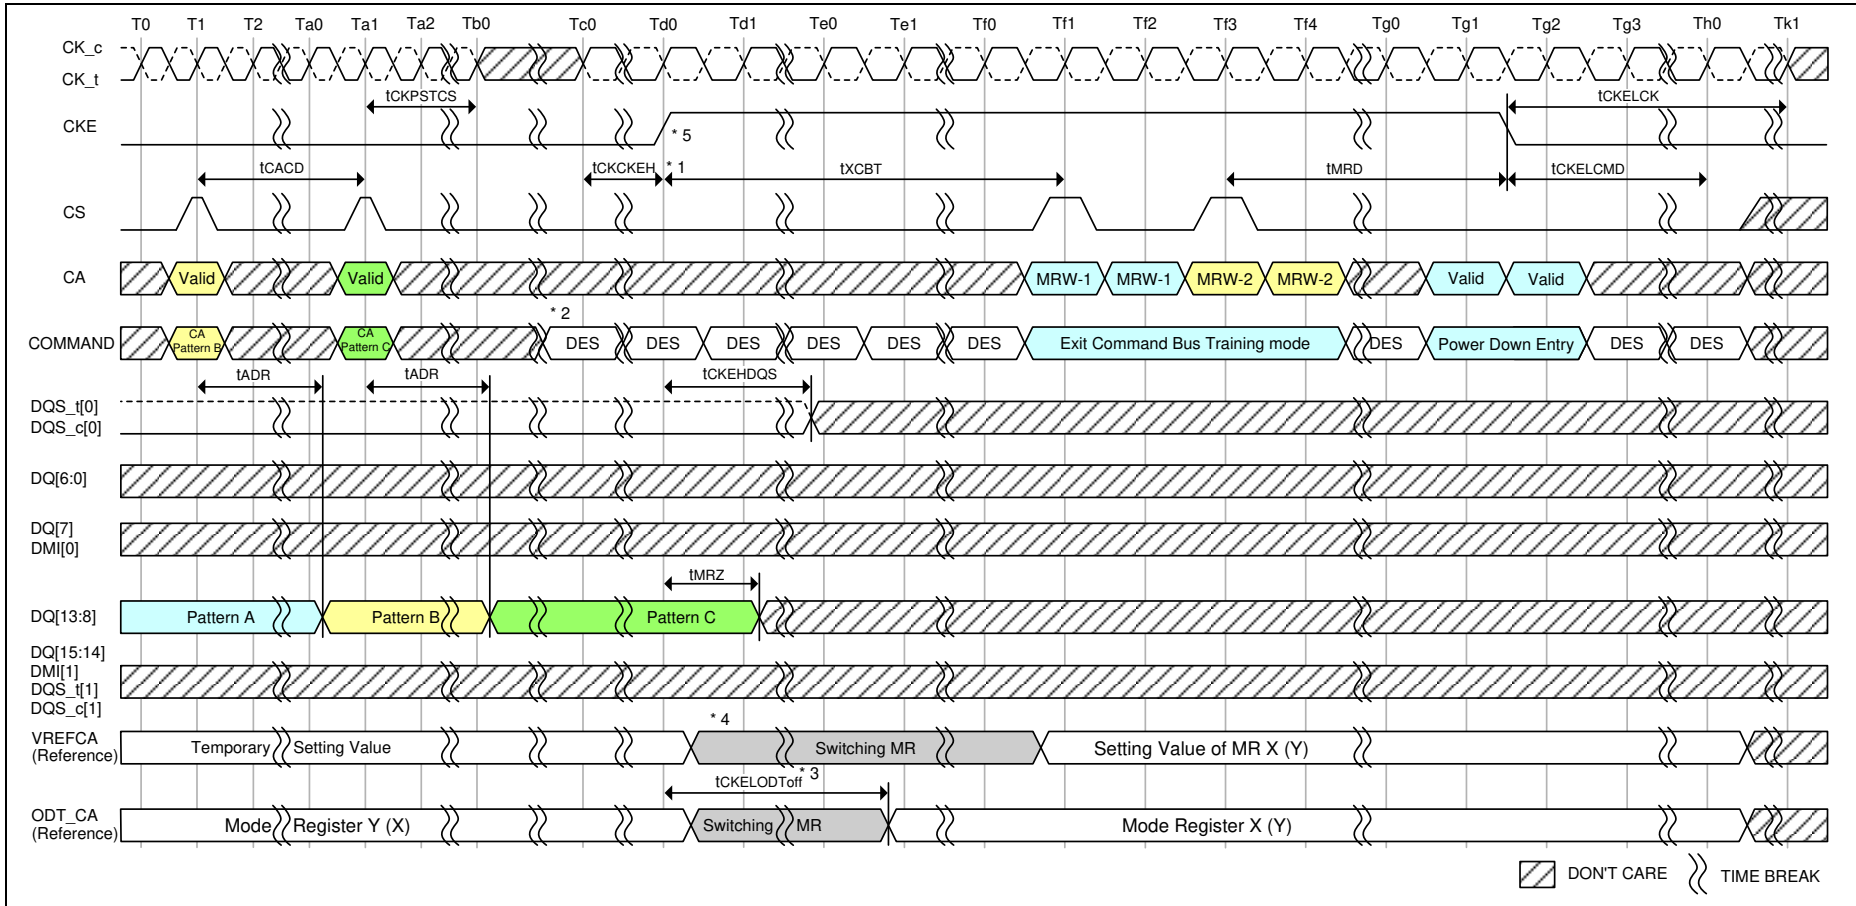 T0 T1 T2 Ta0 Ta1 Ta2 Tb0 Tc0 Td0 Td1 Te0 Te1 Tf0 Tf1 Tf2 Tf3 Tf4 Tg0 Tg1 Tg2 Tg3 Th0 Tk1
CK_c
CK_t
tCKPSTCS tCKELCK
CKE
* 5
tCACD tCKCKEH * 1 tXCBT tMRD tCKELCMD
CS
CA Valid Valid MRW-1 MRW-1 MRW-2 MRW-2 Valid Valid
* 2
COMMAND CA Pattern B CA Pattern C DES DES DES DES DES DES Exit Command Bus Training mode DES Power Down Entry DES DES
tADR tADR tCKEHDQS
DQS_t[0]
DQS_c[0]
DQ[6:0]
DQ[7]
DMI[0]
tMRZ
DQ[13:8] Pattern A Pattern B Pattern C
DQ[15:14]
DMI[1]
DQS_t[1]
DQS_c[1]
* 4
VREFCA
(Reference)
Temporary Setting Value Switching MR Setting Value of MR X (Y)
tCKELODToff * 3
ODT_CA
(Reference)
Mode Register Y (X) Switching MR Mode Register X (Y)
DON'T CARE TIME BREAK